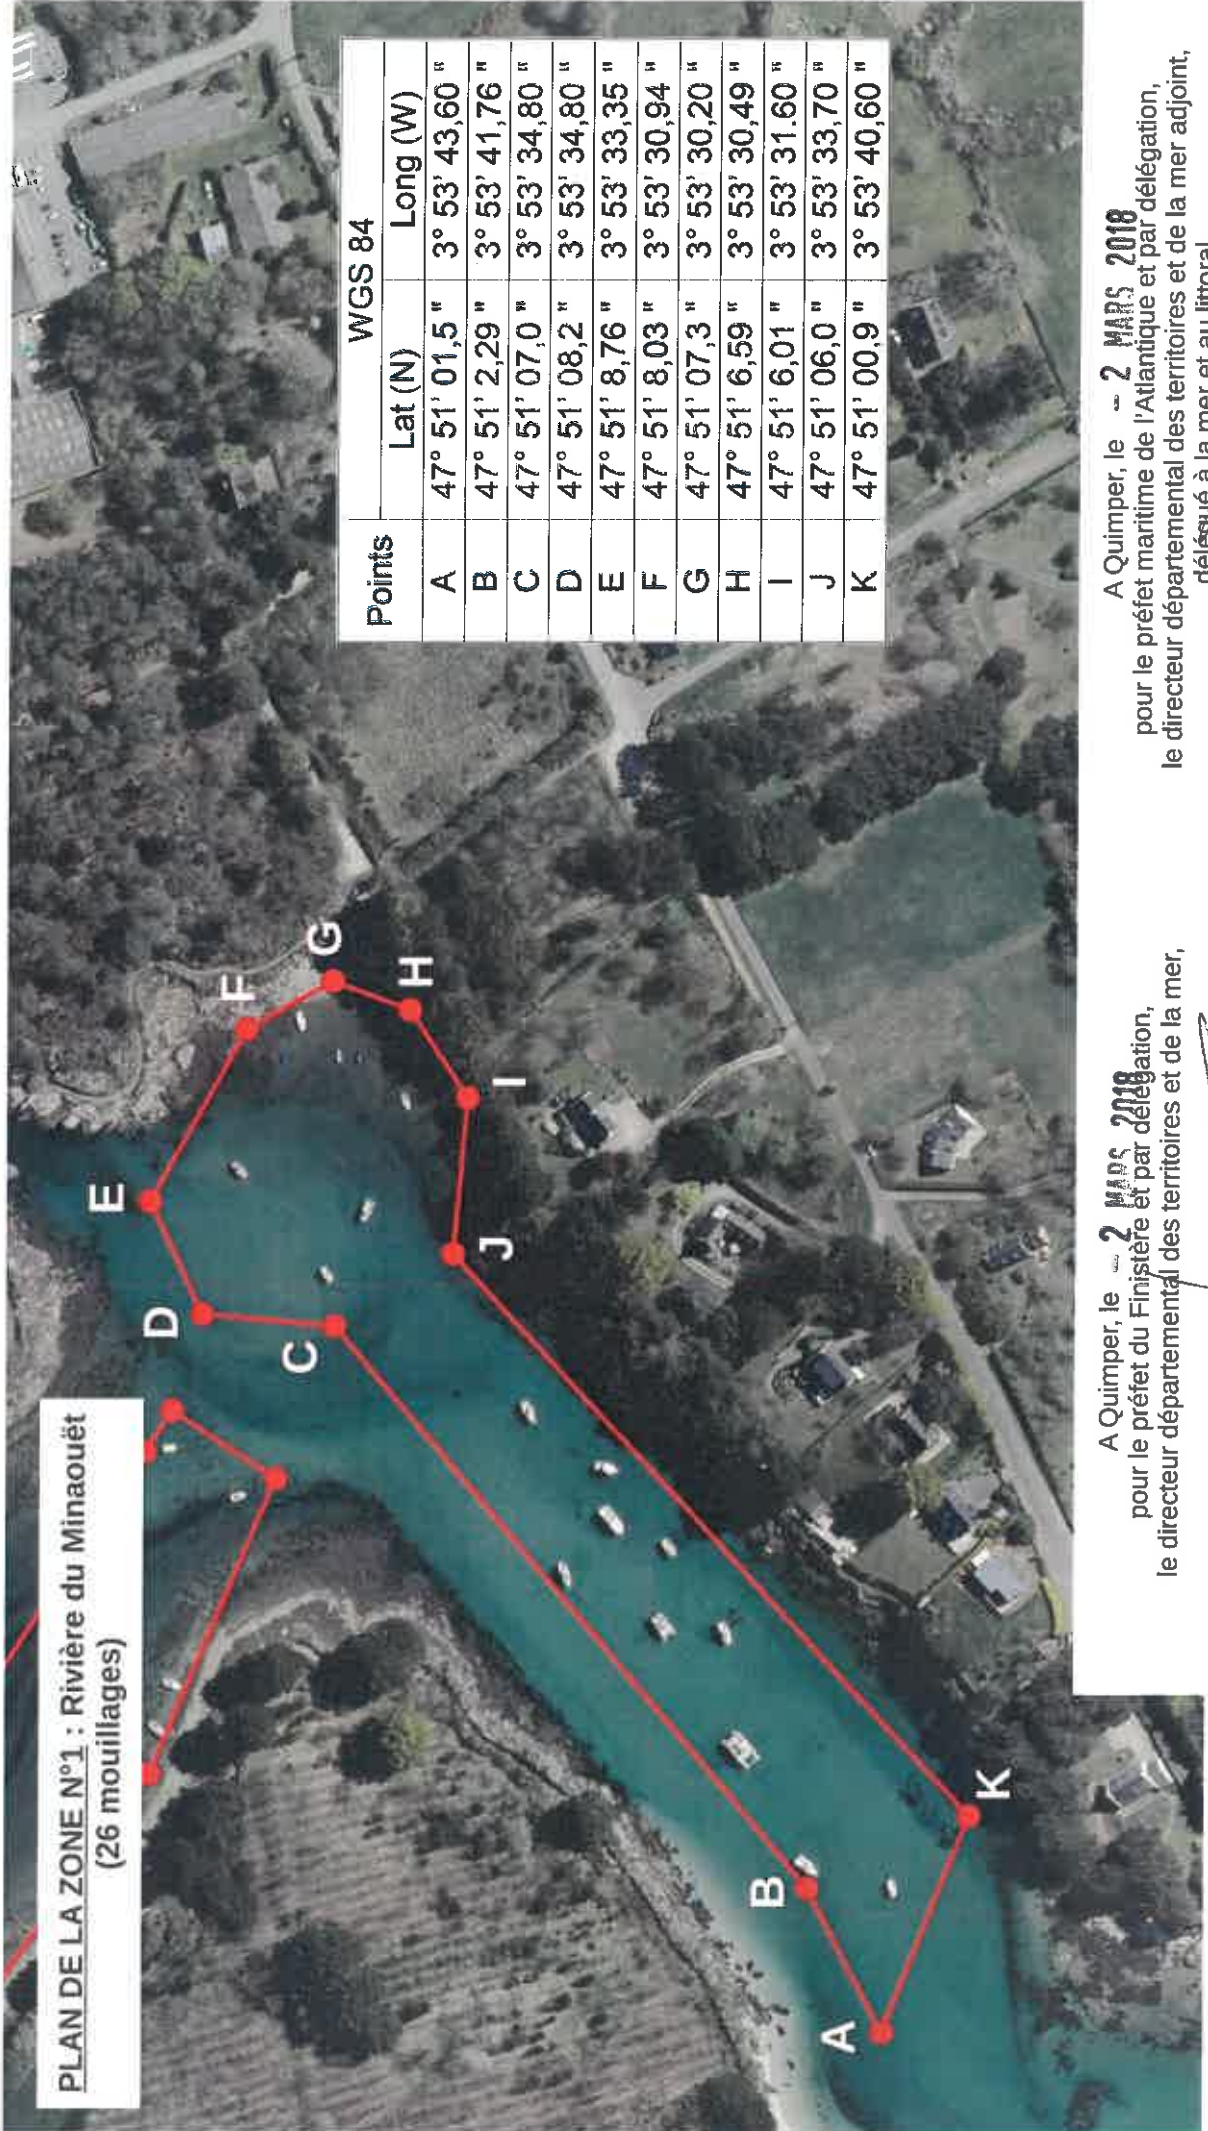 PLAN DE LA ZONE N°1 : Rivière du Minaouët
(26 mouillages)
E
D
C
F
G
H
I
J
B
A
K
Points WGS 84
Lat (N) Long (W)
A 47° 51' 01,5 " 3° 53' 43,60 "
B 47° 51' 2,29 " 3° 53' 41,76 "
C 47° 51' 07,0 " 3° 53' 34,80 "
D 47° 51' 08,2 " 3° 53' 34,80 "
E 47° 51' 8,76 " 3° 53' 33,35 "
F 47° 51' 8,03 " 3° 53' 30,94 "
G 47° 51' 07,3 " 3° 53' 30,20 "
H 47° 51' 6,59 " 3° 53' 30,49 "
I 47° 51' 6,01 " 3° 53' 31.60 "
J 47° 51' 06,0 " 3° 53' 33,70 "
K 47° 51' 00,9 " 3° 53' 40,60 "
A Quimper, le - 2 MARS 2018
pour le préfet du Finistère et par délégation,
le directeur départemental des territoires et de la mer,
A Quimper, le - 2 MARS 2018
pour le préfet maritime de l'Atlantique et par délégation,
le directeur départemental des territoires et de la mer adjoint,
délégué à la mer et au littoral